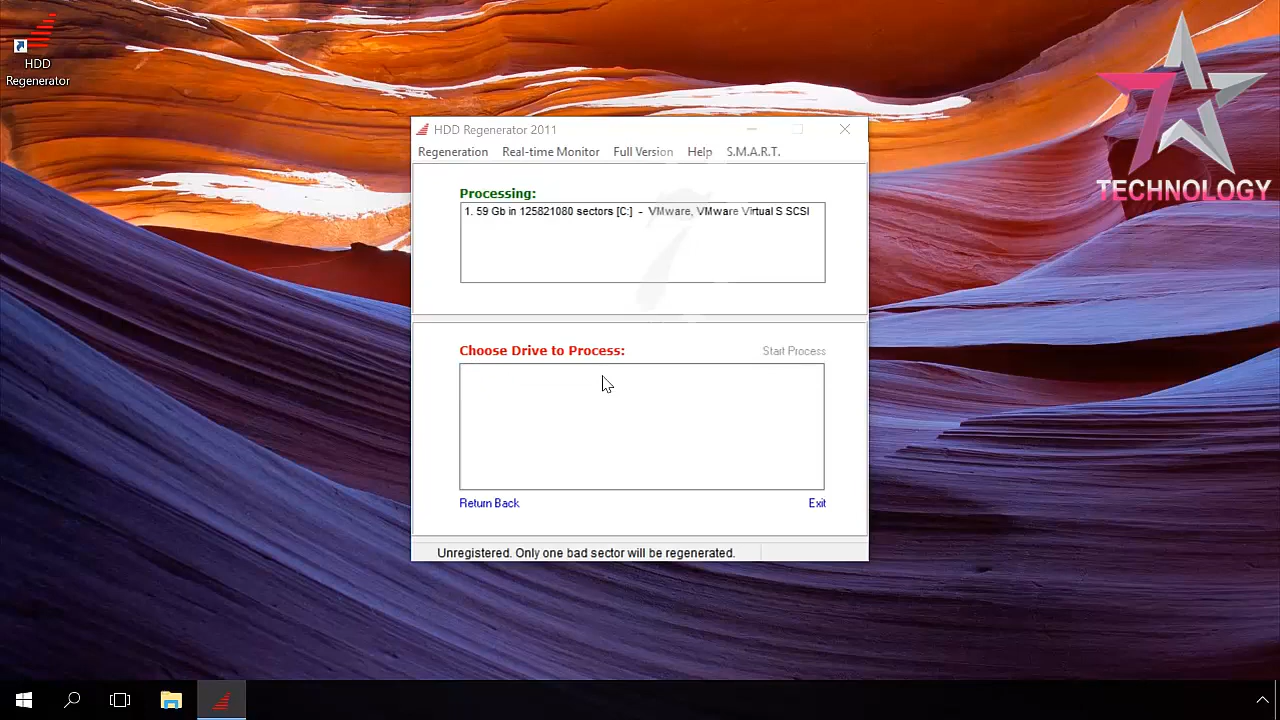 HDD
Regenerator
7
TECHNOLOGY
HDD Regenerator 2011
Regeneration Real-time Monitor Full Version Help S.M.A.R.T.
Processing:
1. 59 Gb in 125821080 sectors [C:] - VMware, VMware Virtual S SCSI
Choose Drive to Process: Start Process
Return Back Exit
Unregistered. Only one bad sector will be regenerated.